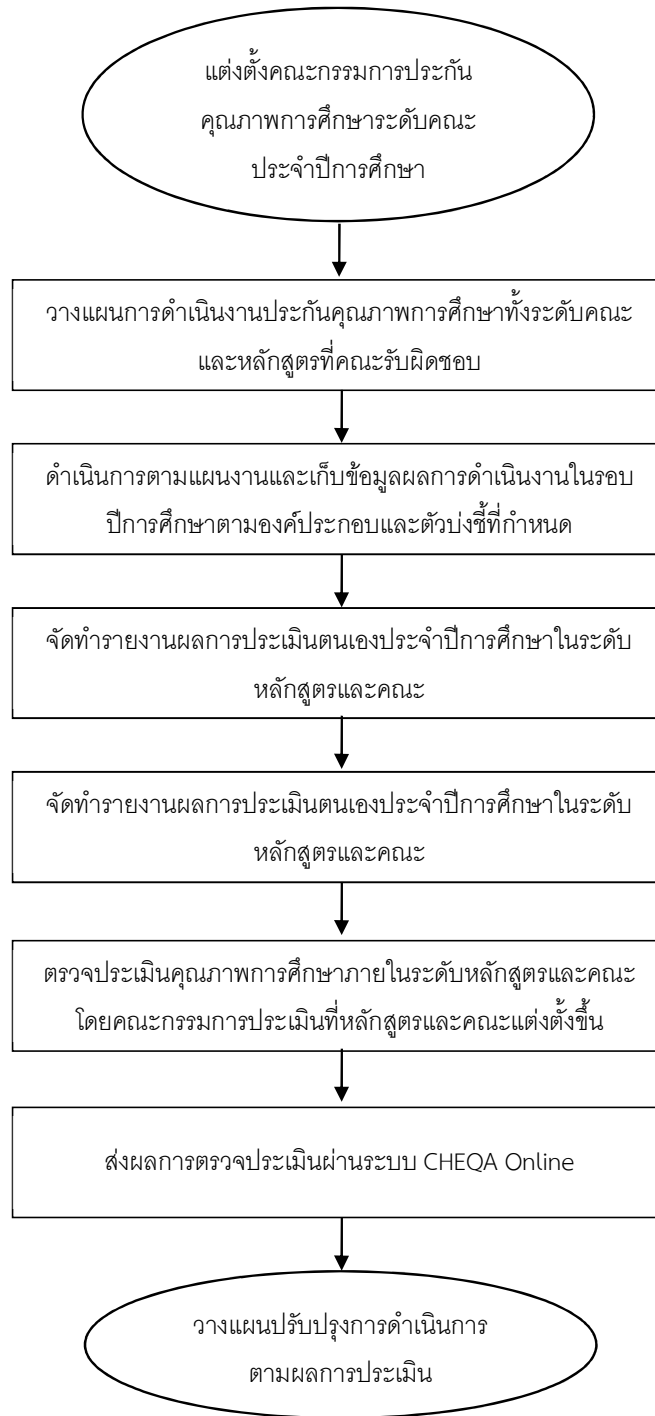 แต่งตั้งคณะกรรมการประกัน
คุณภาพการศึกษาระดับคณะ
ประจำปีการศึกษา
วางแผนการดำเนินงานประกันคุณภาพการศึกษาทั้งระดับคณะ
และหลักสูตรที่คณะรับผิดชอบ
ดำเนินการตามแผนงานและเก็บข้อมูลผลการดำเนินงานในรอบ
ปีการศึกษาตามองค์ประกอบและตัวบ่งชี้ที่กำหนด
จัดทำรายงานผลการประเมินตนเองประจำปีการศึกษาในระดับ
หลักสูตรและคณะ
จัดทำรายงานผลการประเมินตนเองประจำปีการศึกษาในระดับ
หลักสูตรและคณะ
ตรวจประเมินคุณภาพการศึกษาภายในระดับหลักสูตรและคณะ
โดยคณะกรรมการประเมินที่หลักสูตรและคณะแต่งตั้งขึ้น
ส่งผลการตรวจประเมินผ่านระบบ CHEQA Online
วางแผนปรับปรุงการดำเนินการ
ตามผลการประเมิน